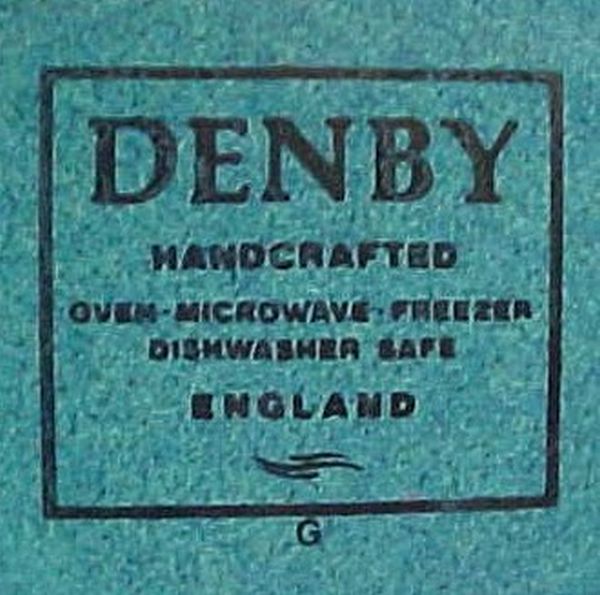 DENBY
HANDCRAFTED
OVEN · MICROWAVE · FREEZER
DISHWASHER SAFE
ENGLAND
G